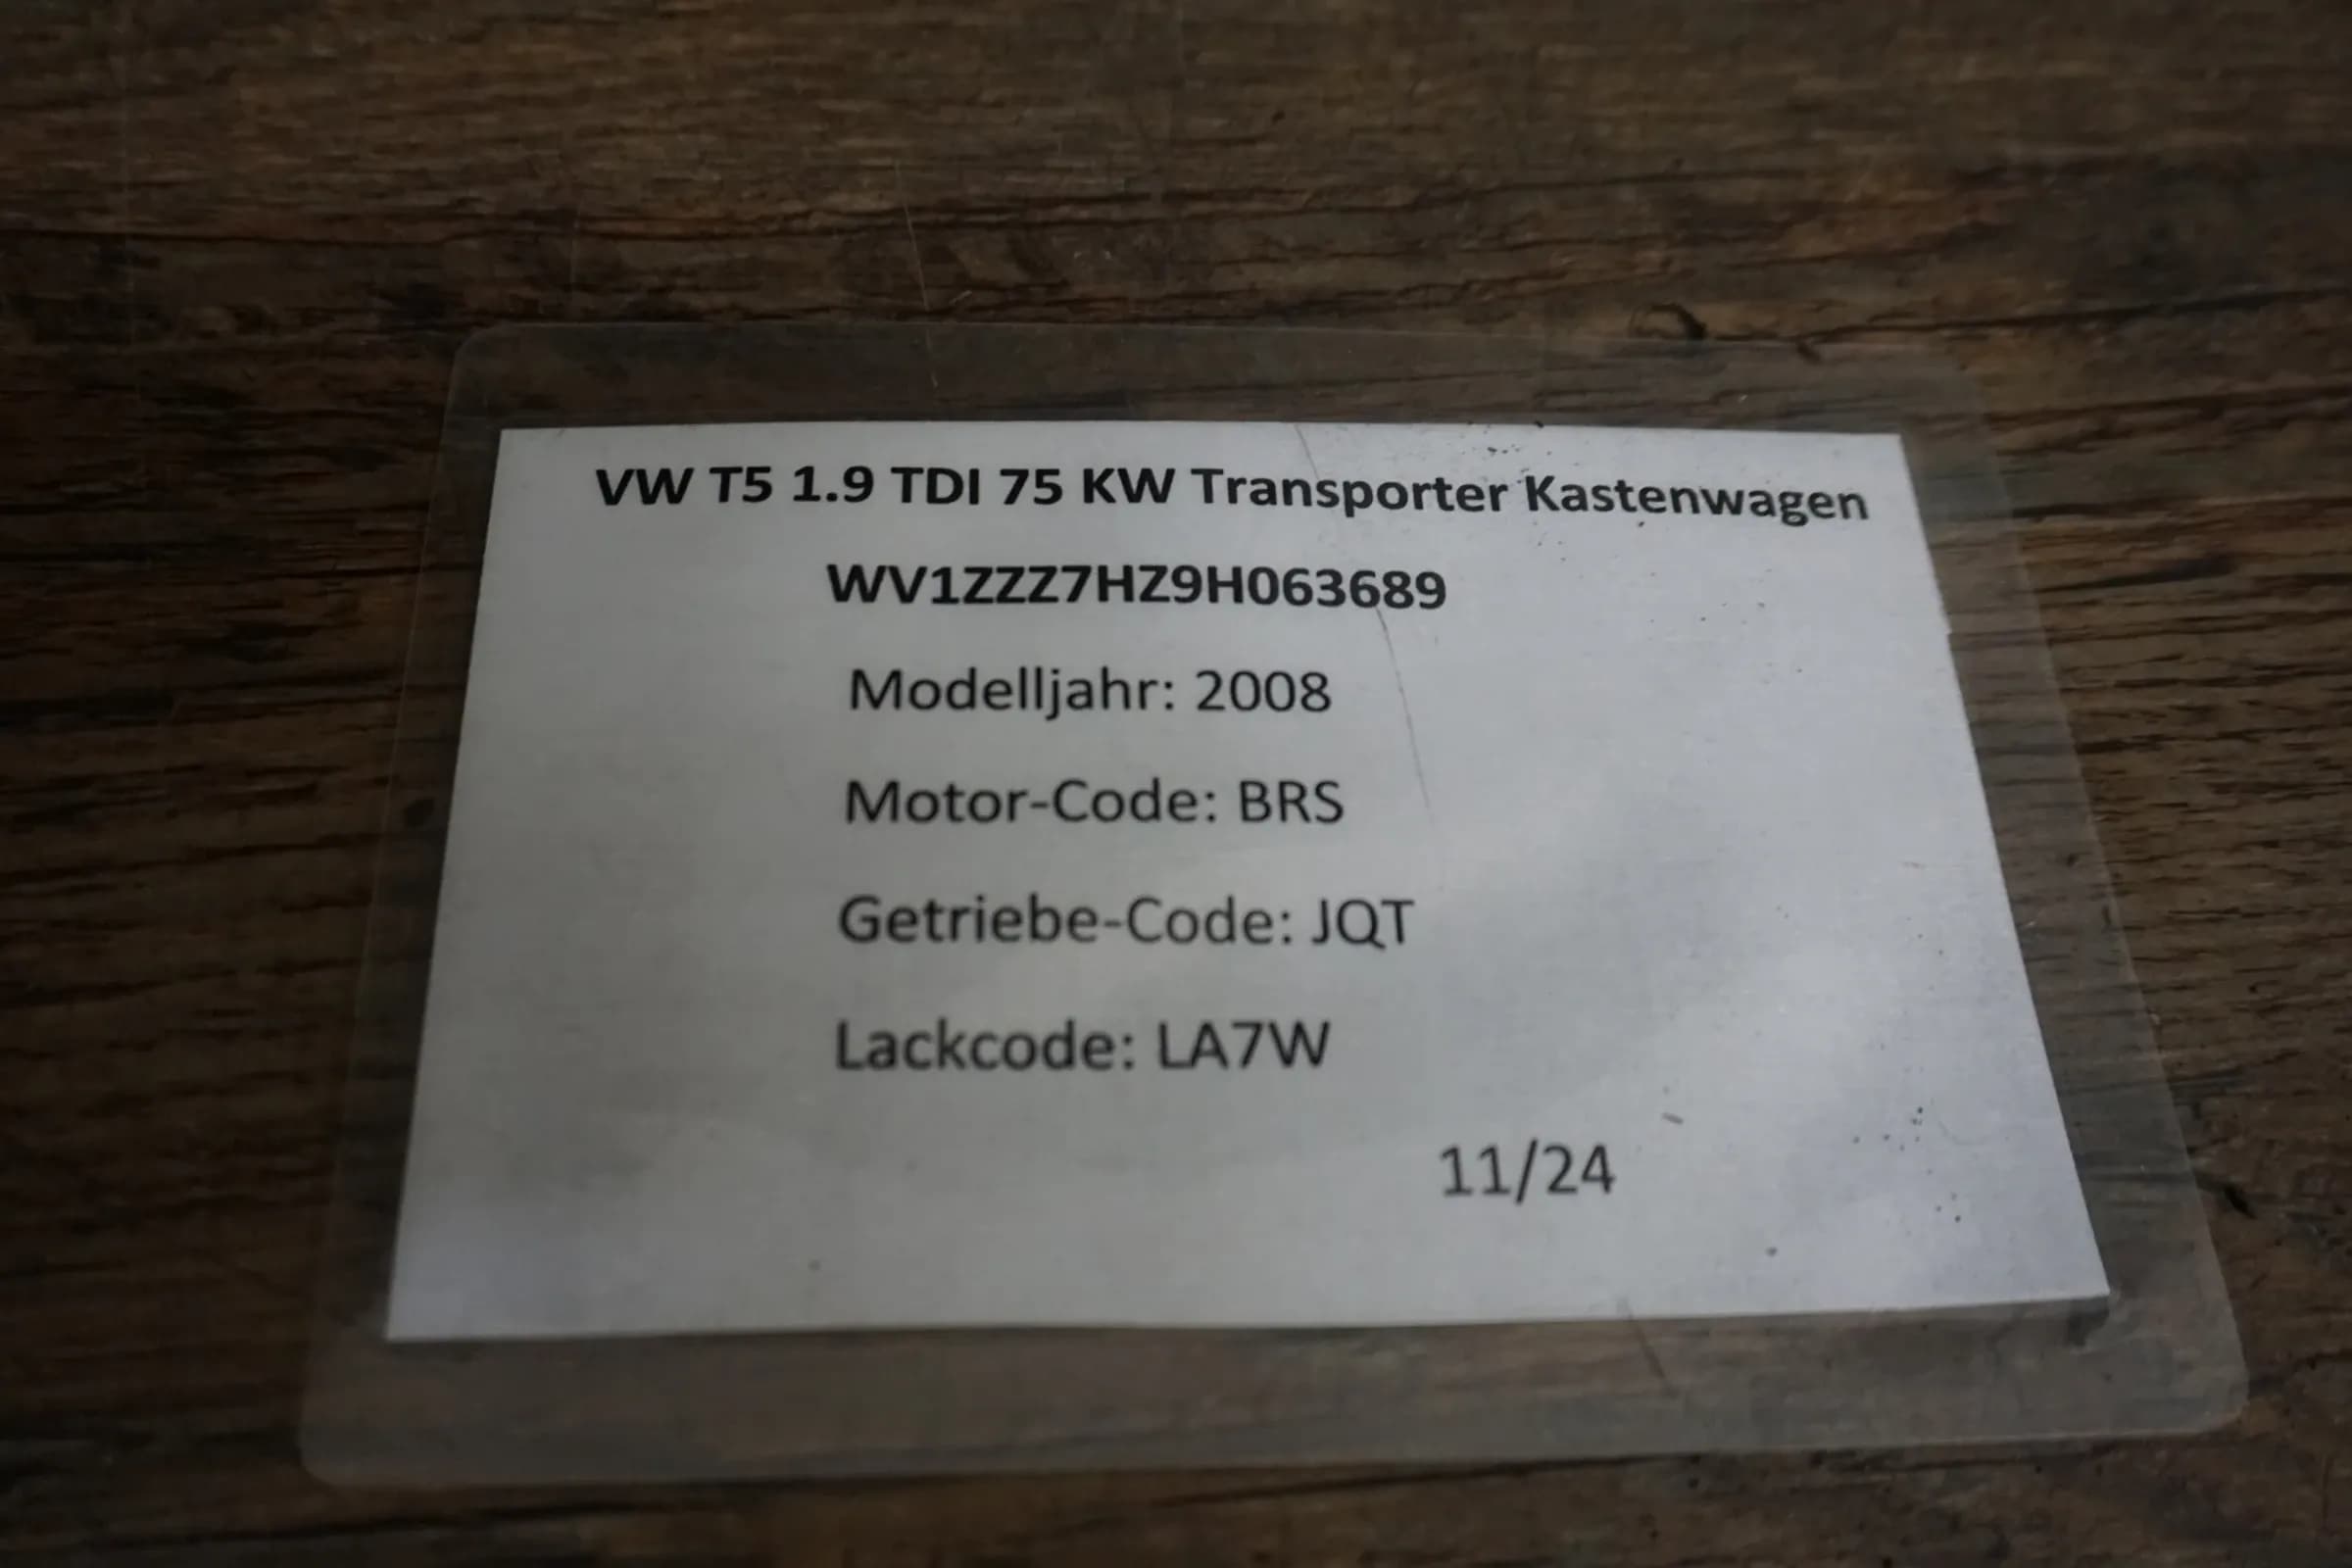 VW T5 1.9 TDI 75 KW Transporter Kastenwagen
WV1ZZZ7HZ9H063689
Modelljahr: 2008
Motor-Code: BRS
Getriebe-Code: JQT
Lackcode: LA7W
11/24